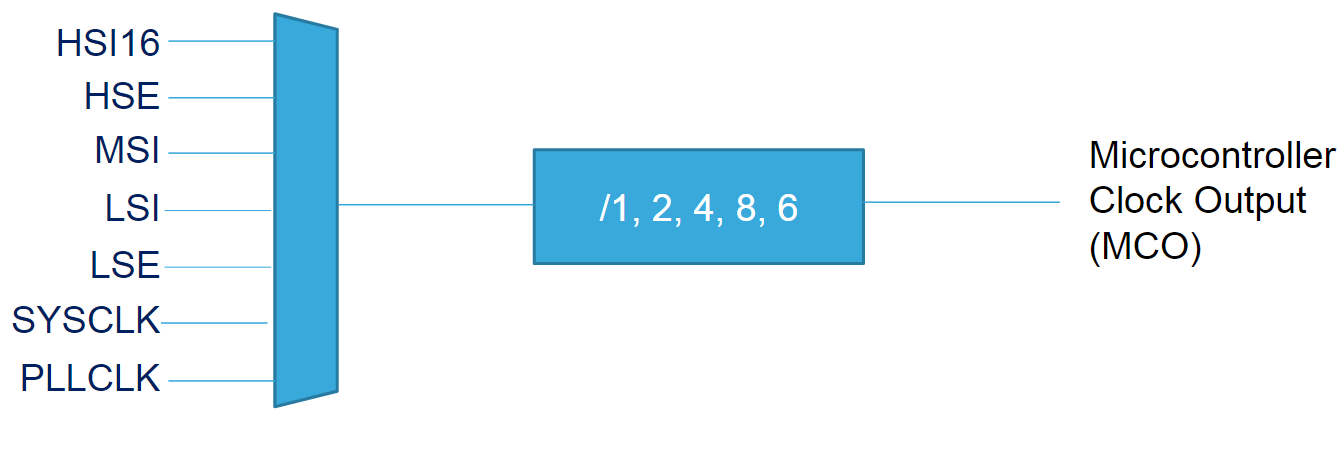 HSI16
HSE
MSI
LSI
LSE
SYSCLK
PLLCLK
/1, 2, 4, 8, 6
Microcontroller
Clock Output
(MCO)